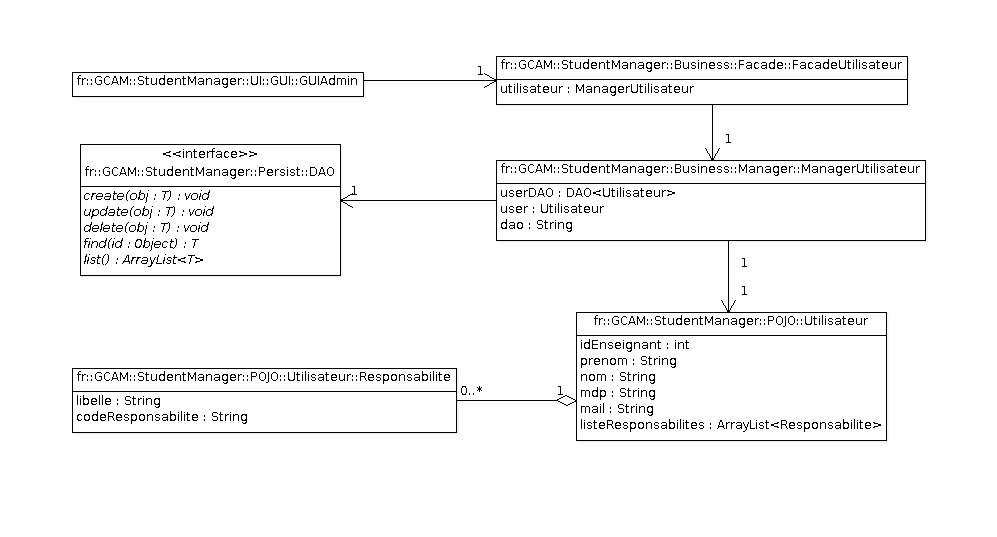 fr::GCAM::StudentManager::UI::GUI::GUIAdmin
1
fr::GCAM::StudentManager::Business::Facade::FacadeUtilisateur
utilisateur : ManagerUtilisateur
1
<<interface>>
fr::GCAM::StudentManager::Persist::DAO
create(obj : T) : void
update(obj : T) : void
delete(obj : T) : void
find(id : Object) : T
list() : ArrayList<T>
1
fr::GCAM::StudentManager::Business::Manager::ManagerUtilisateur
userDAO : DAO<Utilisateur>
user : Utilisateur
dao : String
1
1
fr::GCAM::StudentManager::POJO::Utilisateur
idEnseignant : int
prenom : String
nom : String
mdp : String
mail : String
listeResponsabilites : ArrayList<Responsabilite>
fr::GCAM::StudentManager::POJO::Utilisateur::Responsabilite
libelle : String
codeResponsabilite : String
0..*
1